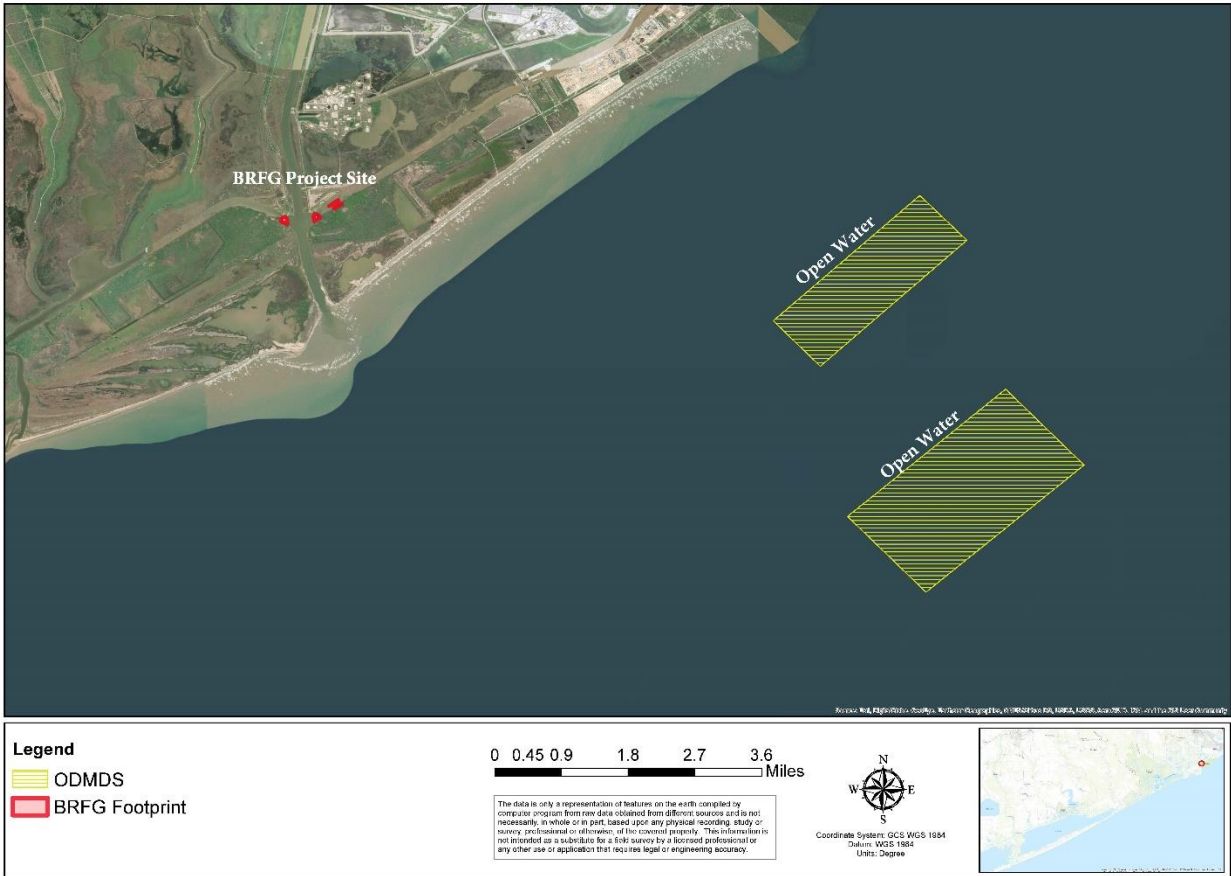 BRFG Project Site
Open Water
Open Water
Legend
ODMDS
BRFG Footprint
0 0.45 0.9 1.8 2.7 3.6
Miles
The data is only a representation of features on the earth compiled by
computer program from raw data obtained from different sources and is not
necessarily, in whole or in part, based upon any physical recording, study or
survey, professional or otherwise, of the covered property. This information is
not intended as a substitute for a field survey by a licensed professional or
any other use or application that requires legal or engineering accuracy.
N
W E
S
Coordinate System: GCS WGS 1984
Datum: WGS 1984
Units: Degree